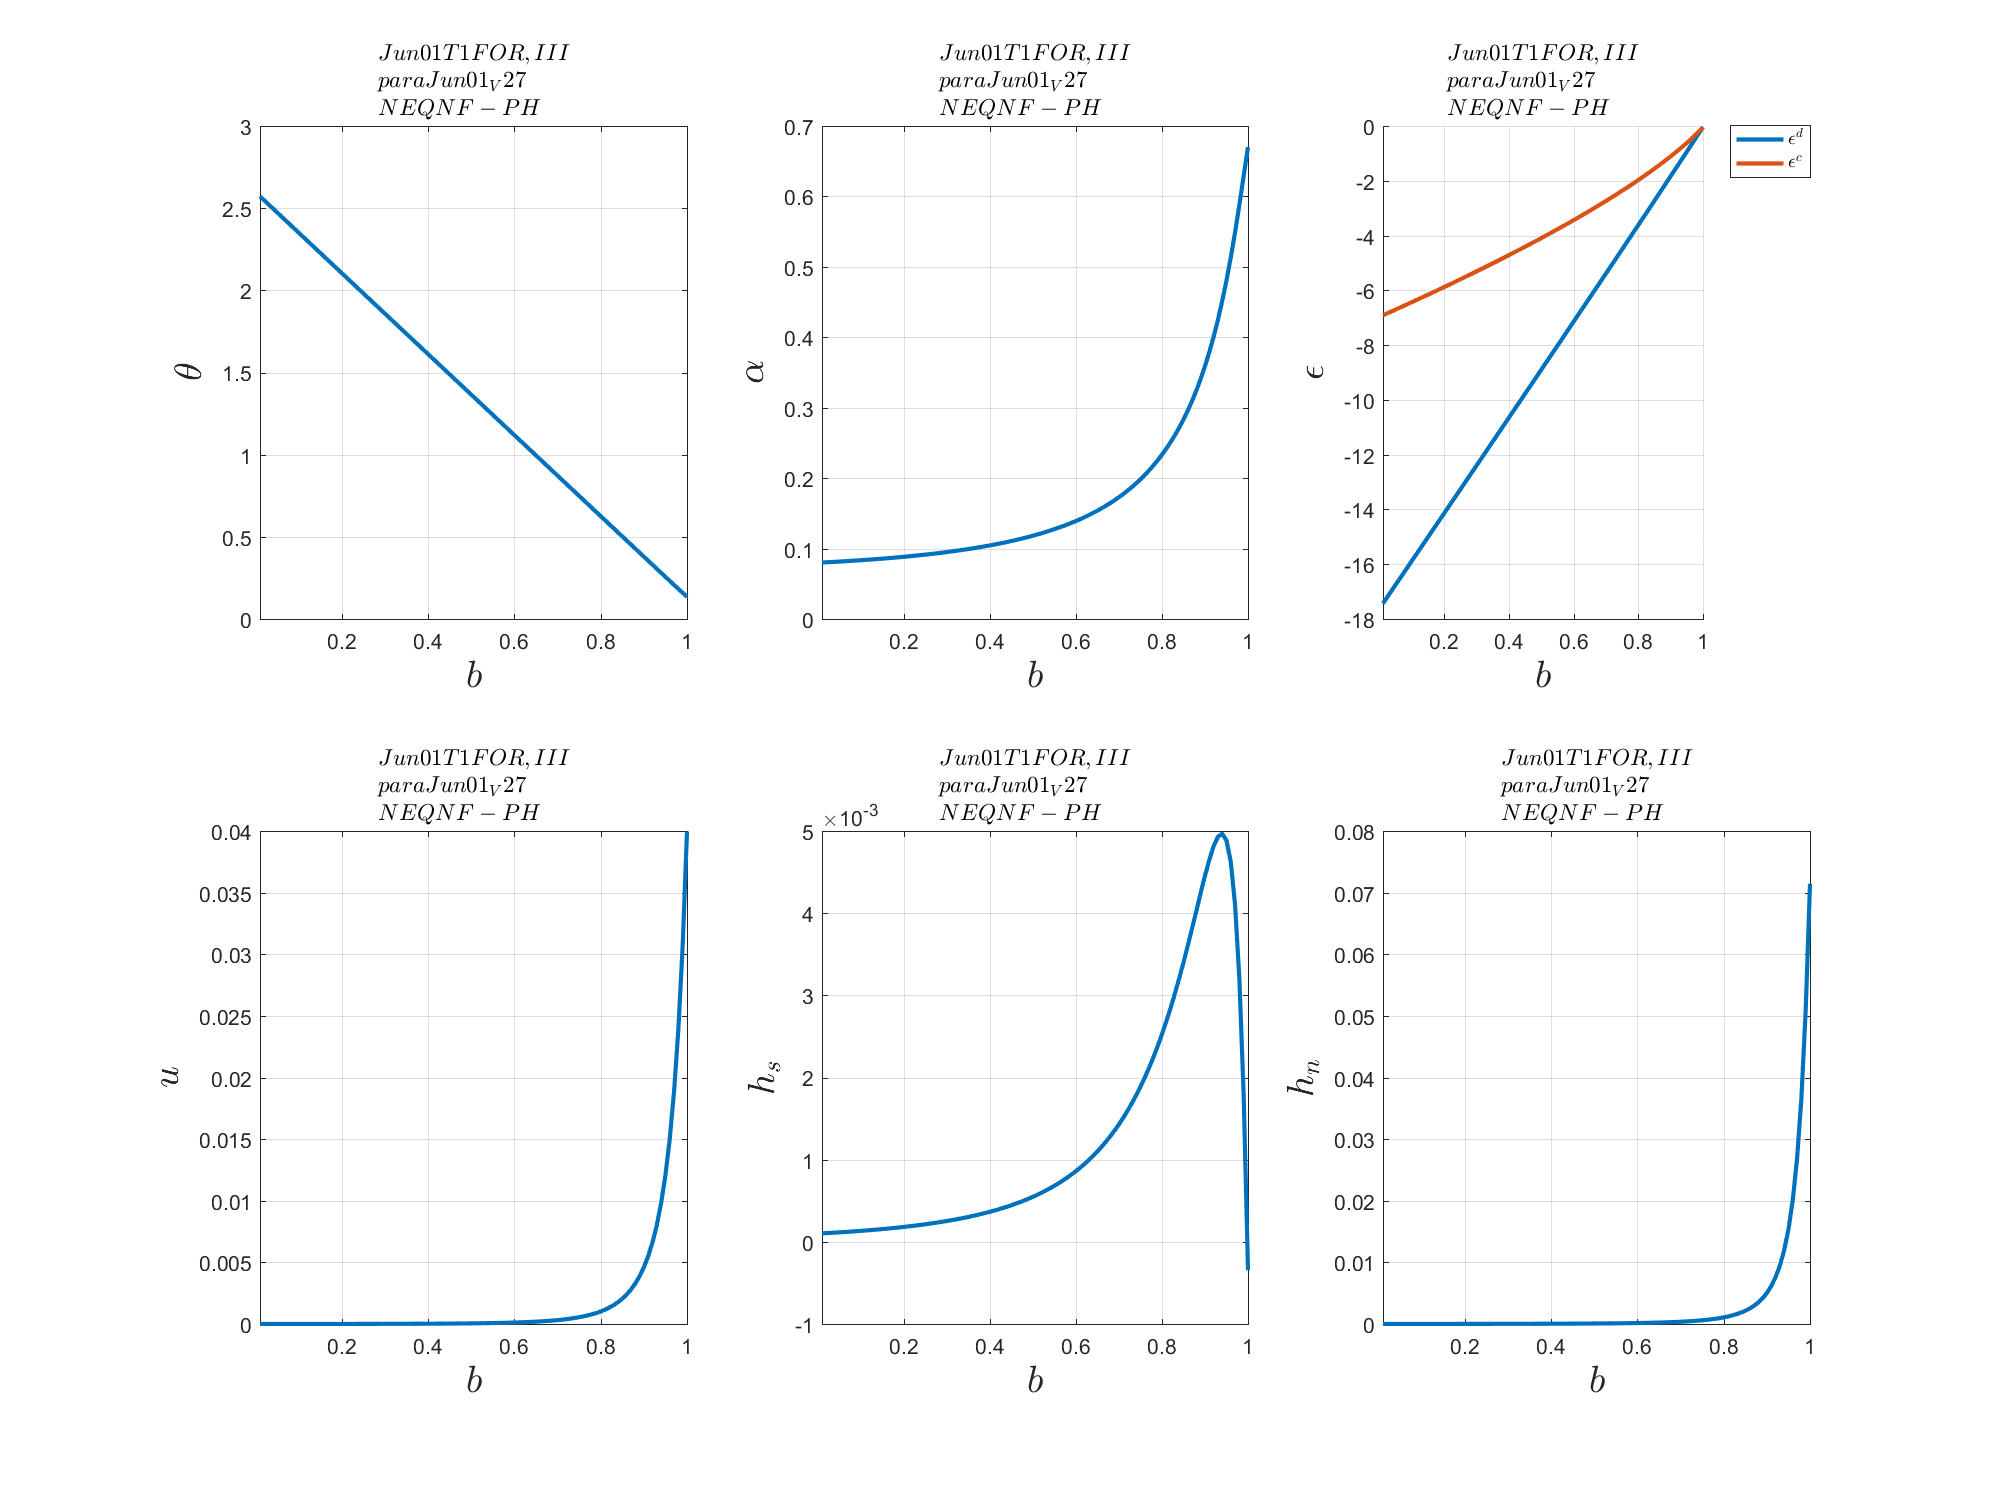 Jun01T1FOR, III
paraJun01_V27
NEQNF − PH
3
2.5
2
1.5
1
0.5
0
θ
0.2 0.4 0.6 0.8 1
b
Jun01T1FOR, III
paraJun01_V27
NEQNF − PH
0.7
0.6
0.5
0.4
0.3
0.2
0.1
0
α
0.2 0.4 0.6 0.8 1
b
Jun01T1FOR, III
paraJun01_V27
NEQNF − PH
0
-2
-4
-6
-8
-10
-12
-14
-16
-18
ϵ
0.2 0.4 0.6 0.8 1
b
ϵ^d
ϵ^c
Jun01T1FOR, III
paraJun01_V27
NEQNF − PH
0.04
0.035
0.03
0.025
0.02
0.015
0.01
0.005
0
u
0.2 0.4 0.6 0.8 1
b
Jun01T1FOR, III
paraJun01_V27
NEQNF − PH
×10^-3
5
4
3
2
1
0
-1
h_s
0.2 0.4 0.6 0.8 1
b
Jun01T1FOR, III
paraJun01_V27
NEQNF − PH
0.08
0.07
0.06
0.05
0.04
0.03
0.02
0.01
0
h_n
0.2 0.4 0.6 0.8 1
b